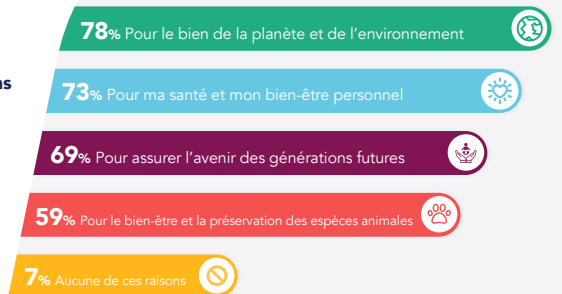 78% Pour le bien de la planète et de l’environnement
73% Pour ma santé et mon bien-être personnel
69% Pour assurer l’avenir des générations futures
59% Pour le bien-être et la préservation des espèces animales
7% Aucune de ces raisons